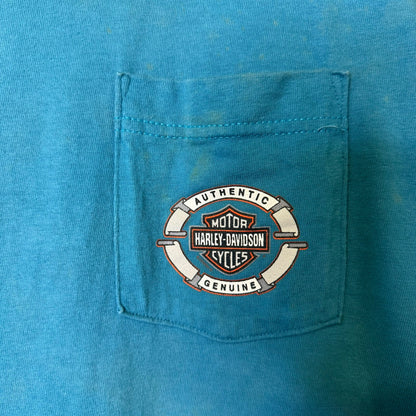 AUTHENTIC
MOTOR
HARLEY-DAVIDSON
CYCLES
GENUINE